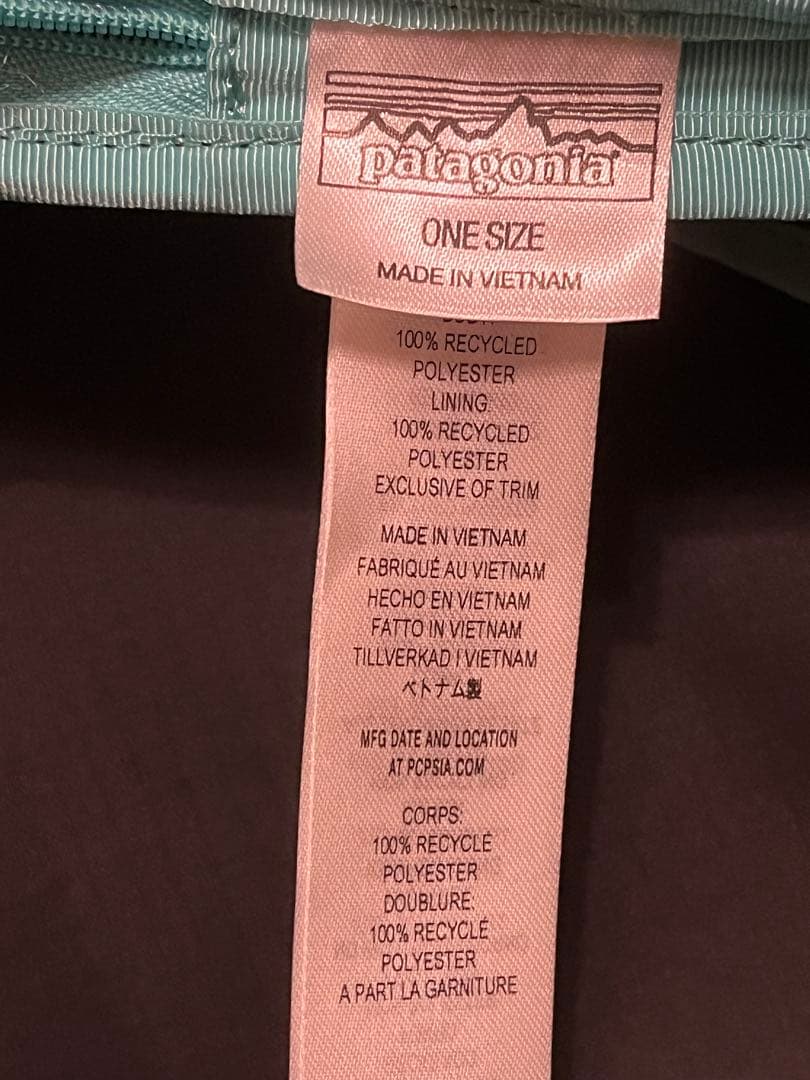 patagonia
ONE SIZE
MADE IN VIETNAM
100% RECYCLED
POLYESTER
LINING:
100% RECYCLED
POLYESTER
EXCLUSIVE OF TRIM
MADE IN VIETNAM
FABRIQUÉ AU VIETNAM
HECHO EN VIETNAM
FATTO IN VIETNAM
TILLVERKAD I VIETNAM
ベトナム製
MFG DATE AND LOCATION
AT PCPSIA.COM
CORPS:
100% RECYCLÉ
POLYESTER
DOUBLURE:
100% RECYCLÉ
POLYESTER
A PART LA GARNITURE